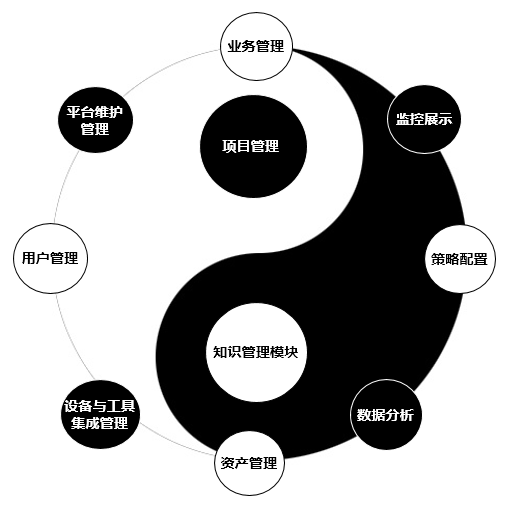 业务管理
平台维护
管理
监控展示
项目管理
用户管理
策略配置
知识管理模块
设备与工具
集成管理
数据分析
资产管理